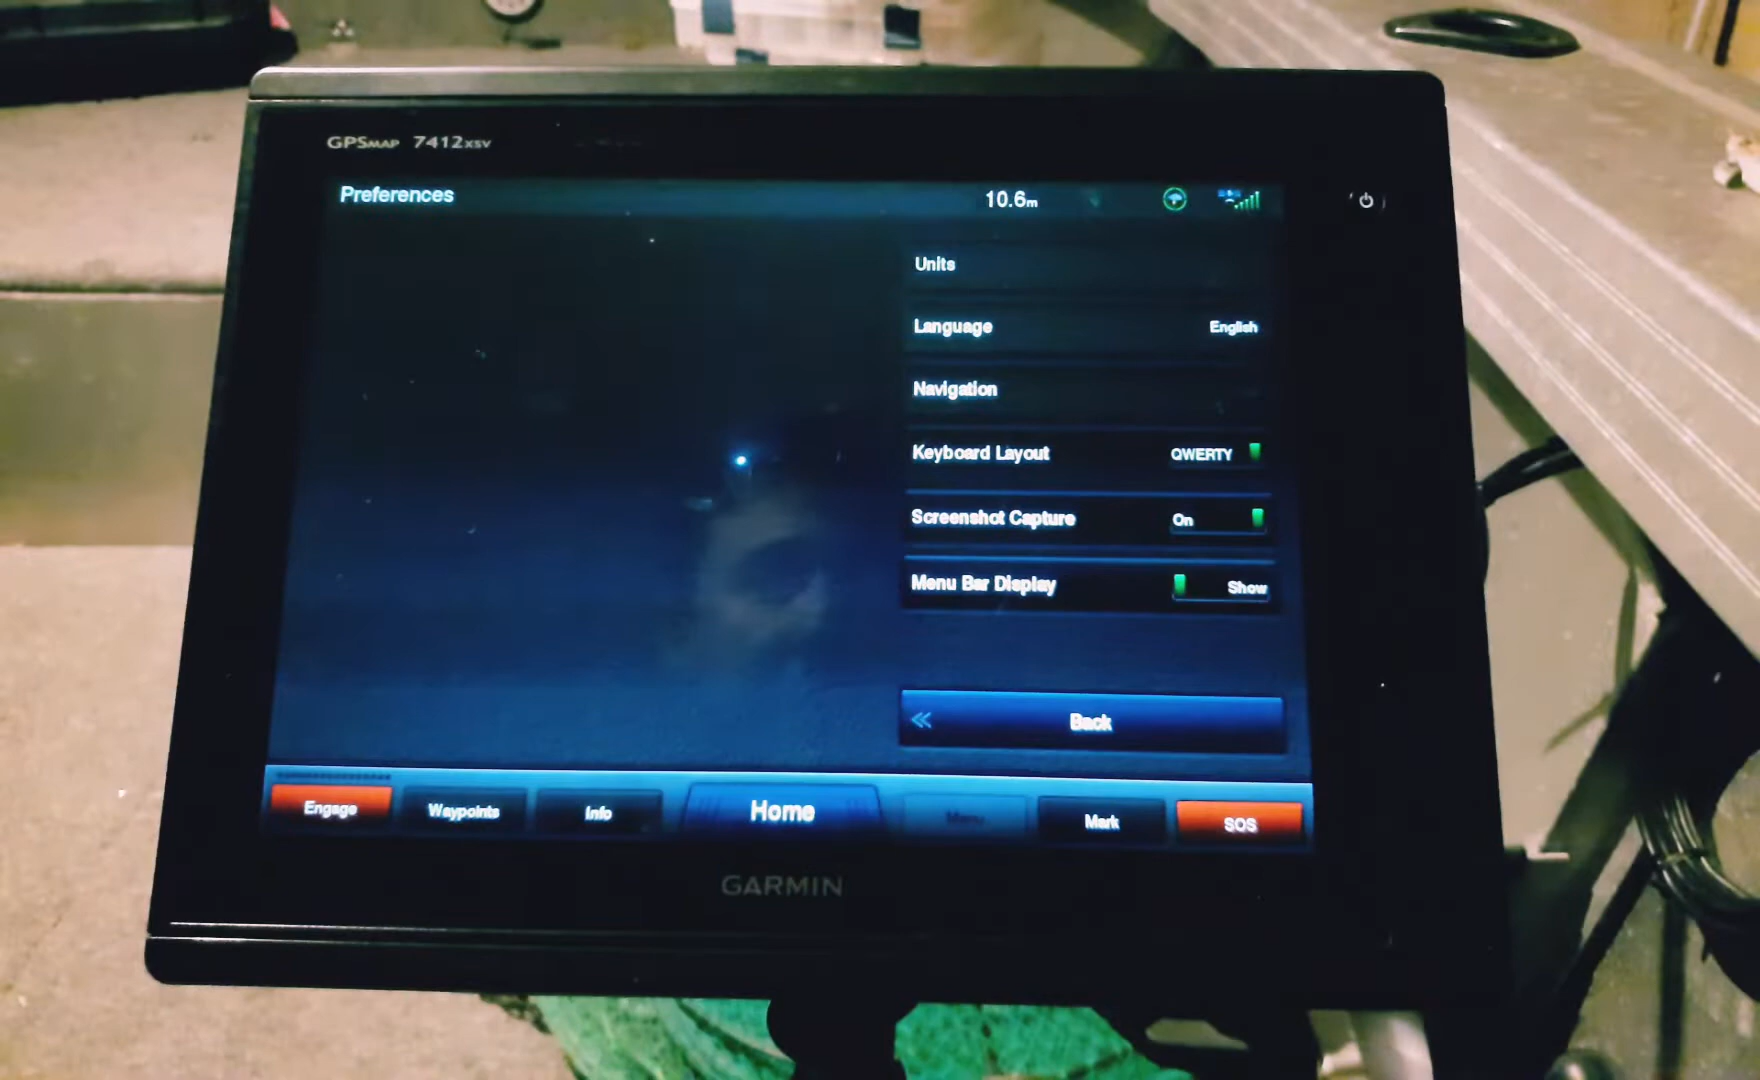 GPSMAP 7412xsv
Preferences
10.6m
Units
Language English
Navigation
Keyboard Layout QWERTY
Screenshot Capture On
Menu Bar Display Show
Back
Engage Waypoints Info Home Menu Mark SOS
GARMIN